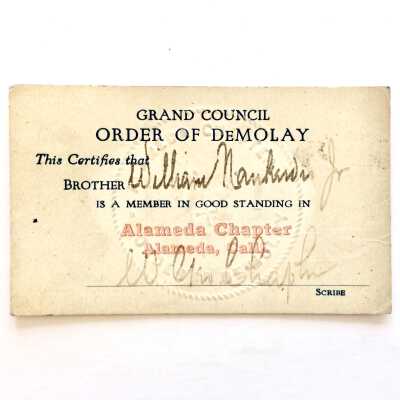 GRAND COUNCIL
ORDER OF DeMOLAY
This Certifies that
BROTHER William Jr
IS A MEMBER IN GOOD STANDING IN
Alameda Chapter
Alameda, Calif.
SCRIBE